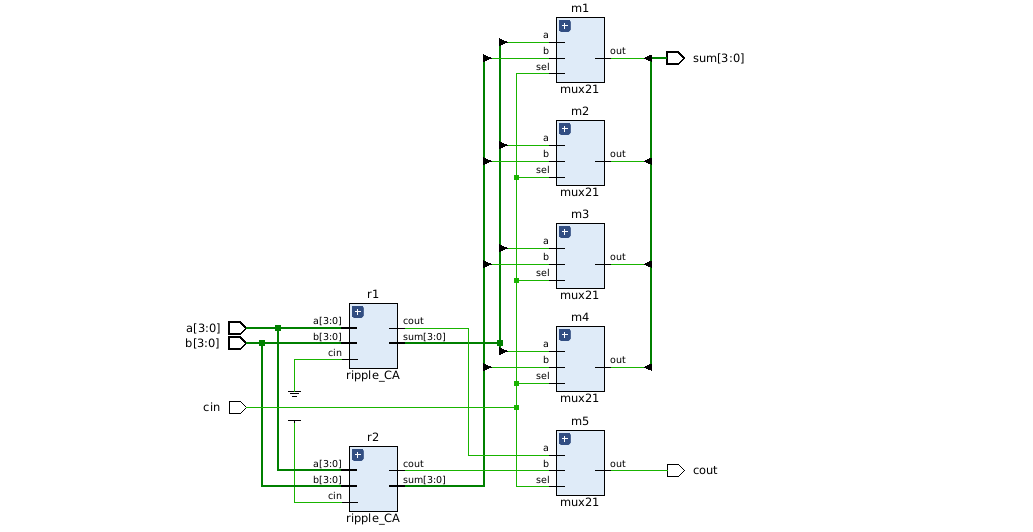 m1
a
b
sel
out
mux21
sum[3:0]
m2
a
b
sel
out
mux21
m3
a
b
sel
out
mux21
m4
a
b
sel
out
mux21
r1
a[3:0]
b[3:0]
a[3:0]
b[3:0]
cin
cout
sum[3:0]
ripple_CA
cin
r2
a[3:0]
b[3:0]
cin
cout
sum[3:0]
ripple_CA
m5
a
b
sel
out
mux21
cout